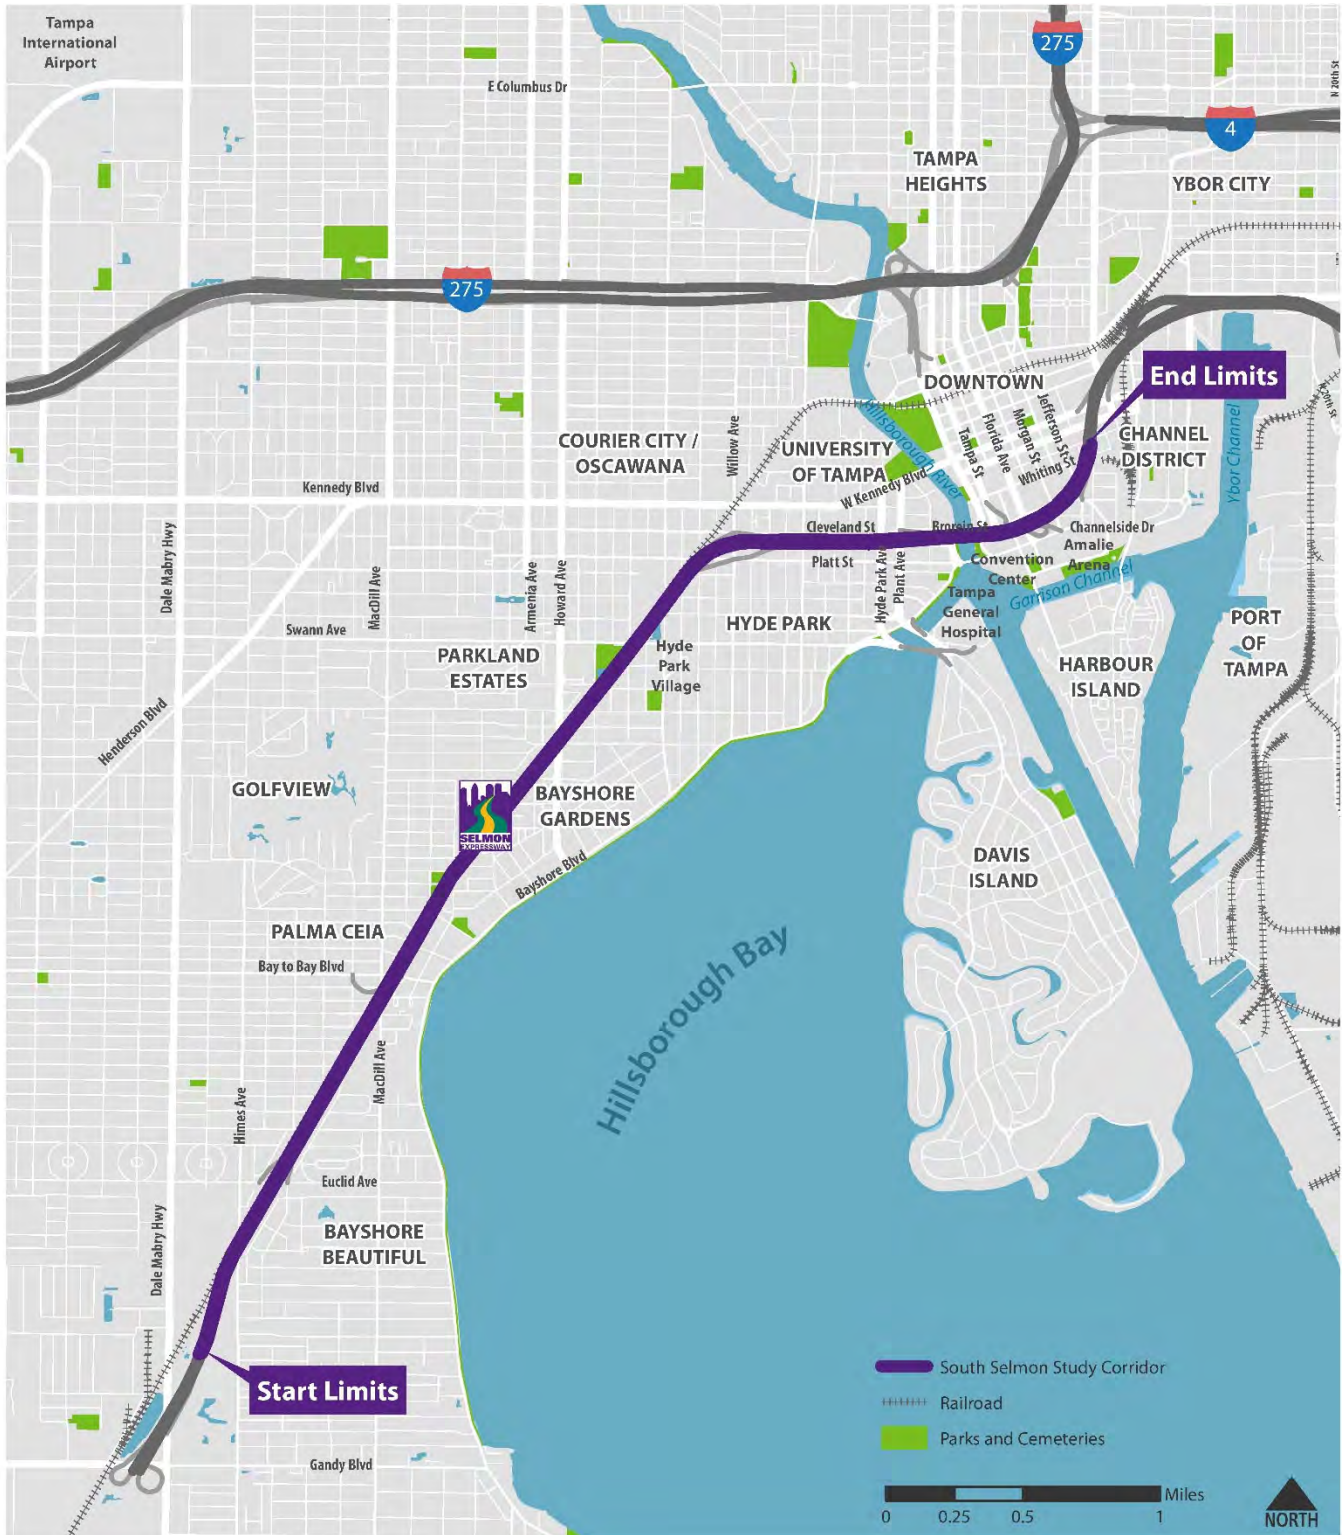 Tampa
International
Airport
E Columbus Dr
275
4
N 20th St
TAMPA
HEIGHTS
YBOR CITY
275
DOWNTOWN
End Limits
COURIER CITY /
OSCAWANA
Willow Ave
UNIVERSITY
OF TAMPA
Hillsborough River
Tampa St
Florida Ave
Morgan St
Jefferson St
Whiting St
CHANNEL
DISTRICT
Ybor Channel
20th St
Kennedy Blvd
W Kennedy Blvd
Cleveland St
Brorein St
Channelside Dr
Platt St
Hyde Park Ave
Plant Ave
Convention
Center
Amalie
Arena
Garrison Channel
Dale Mabry Hwy
MacDill Ave
Armenia Ave
Howard Ave
Swann Ave
HYDE PARK
Tampa
General
Hospital
PORT
OF
TAMPA
PARKLAND
ESTATES
Hyde
Park
Village
HARBOUR
ISLAND
Henderson Blvd
GOLFVIEW
SELMON
EXPRESSWAY
BAYSHORE
GARDENS
Bayshore Blvd
DAVIS
ISLAND
PALMA CEIA
Bay to Bay Blvd
Hillsborough Bay
MacDill Ave
Himes Ave
Euclid Ave
BAYSHORE
BEAUTIFUL
Dale Mabry Hwy
Start Limits
Gandy Blvd
South Selmon Study Corridor
Railroad
Parks and Cemeteries
Miles
0 0.25 0.5 1
NORTH